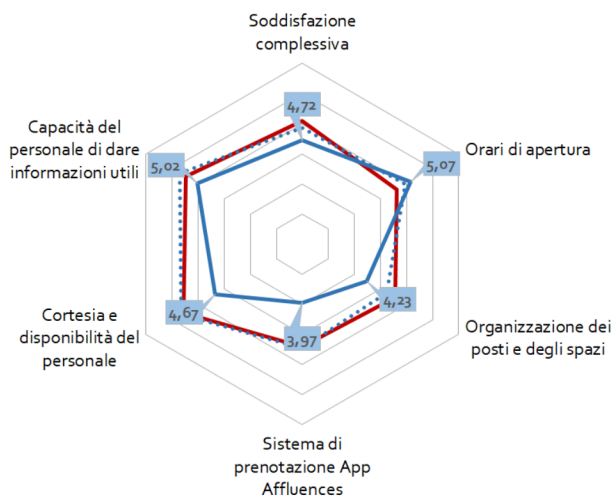 Soddisfazione
complessiva
4,72
Capacità del
personale di dare
informazioni utili
5,02
5,07
Orari di apertura
Cortesia e
disponibilità del
personale
4,67
4,23
Organizzazione dei
posti e degli spazi
3,97
Sistema di
prenotazione App
Affluences